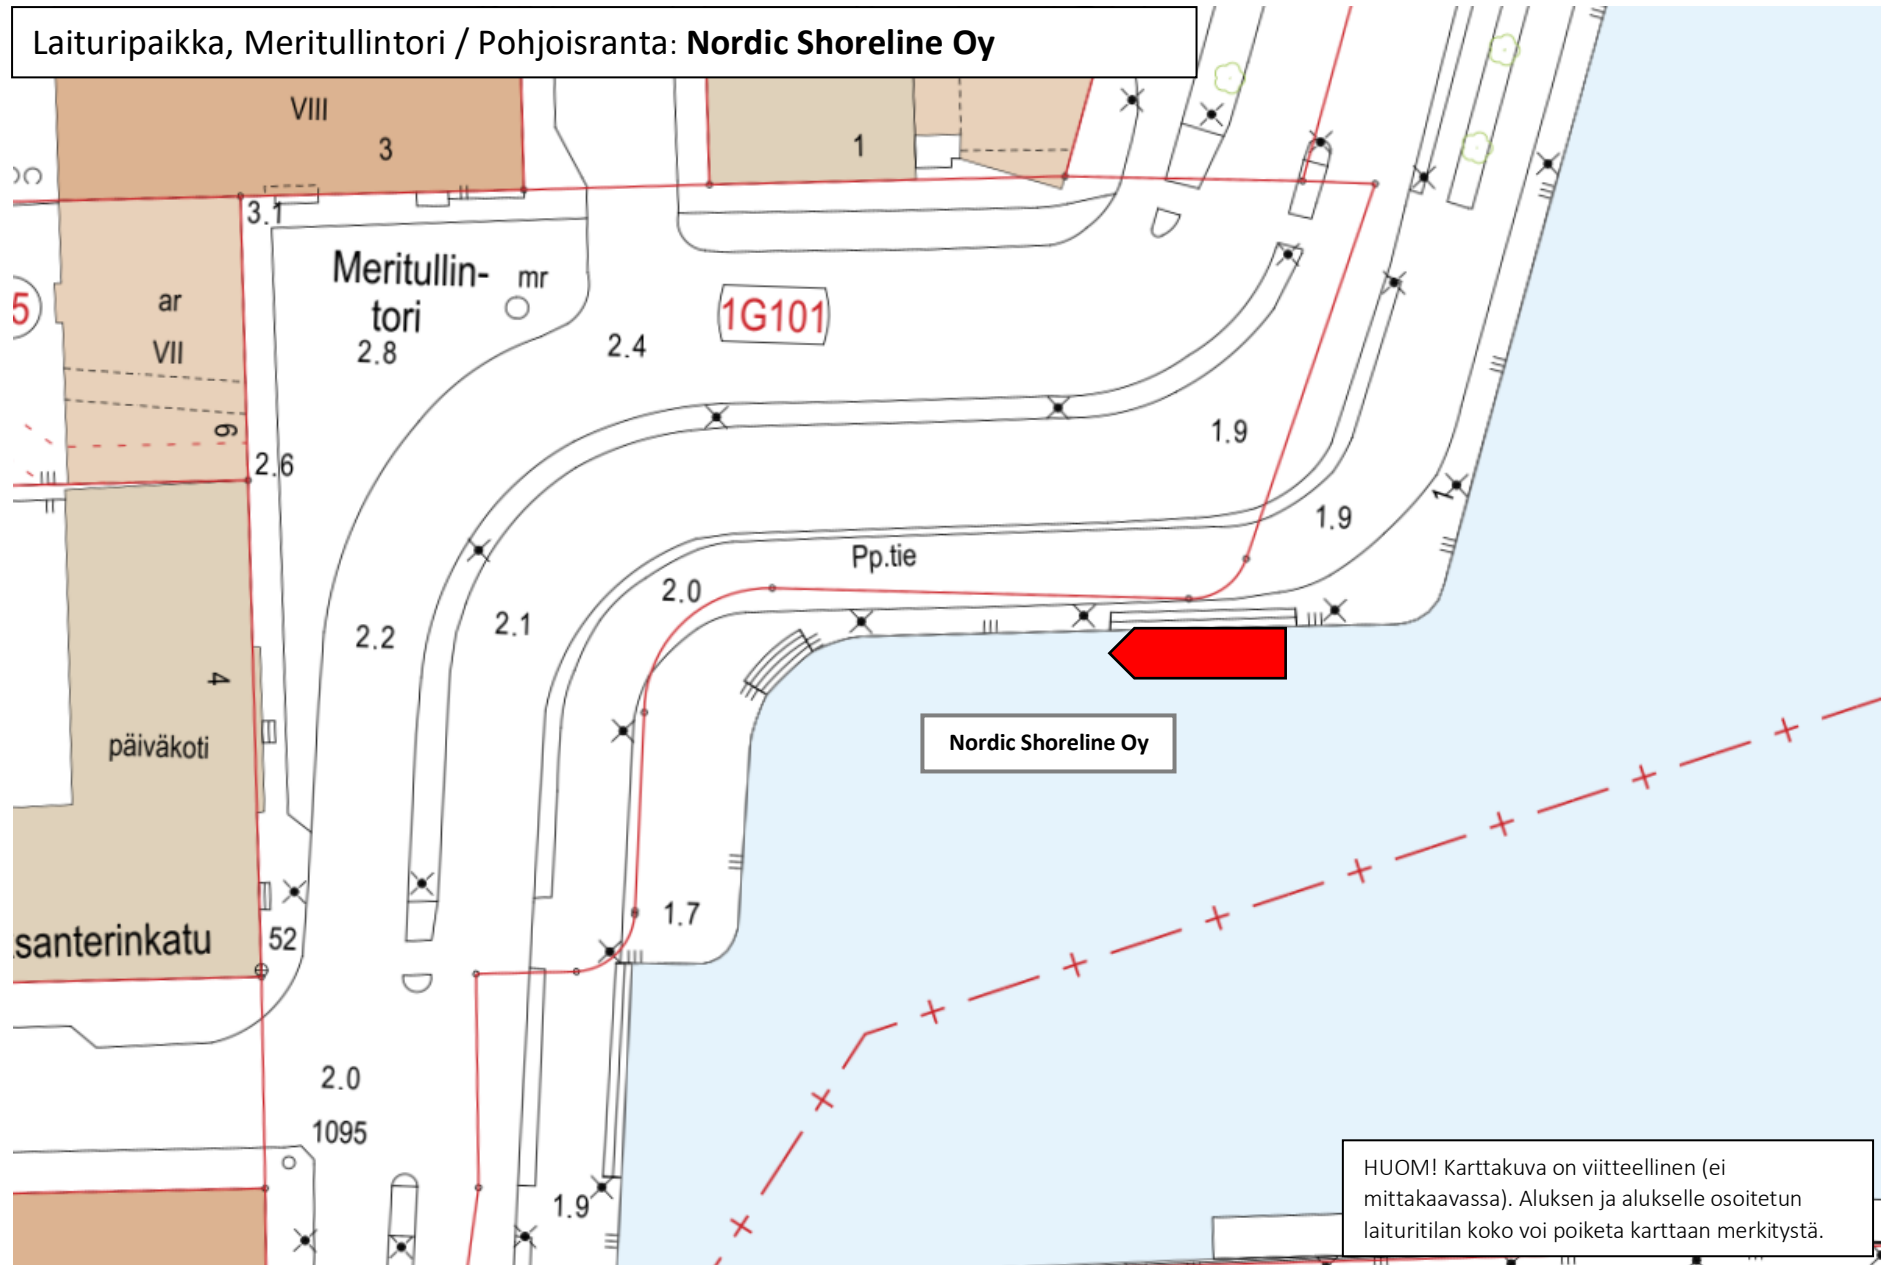 Laituripaikka, Meritullintori / Pohjoisranta: Nordic Shoreline Oy
VIII
3
1
3.1
Meritullin-
tori
mr
2.8
2.4
1G101
5
ar
VII
6
2.6
1.9
1.9
1
Pp.tie
2.0
2.1
2.2
4
päiväkoti
Nordic Shoreline Oy
1.7
santerinkatu
52
2.0
1095
1.9
HUOM! Karttakuva on viitteellinen (ei
mittakaavassa). Aluksen ja alukselle osoitetun
laituritilan koko voi poiketa karttaan merkitystä.